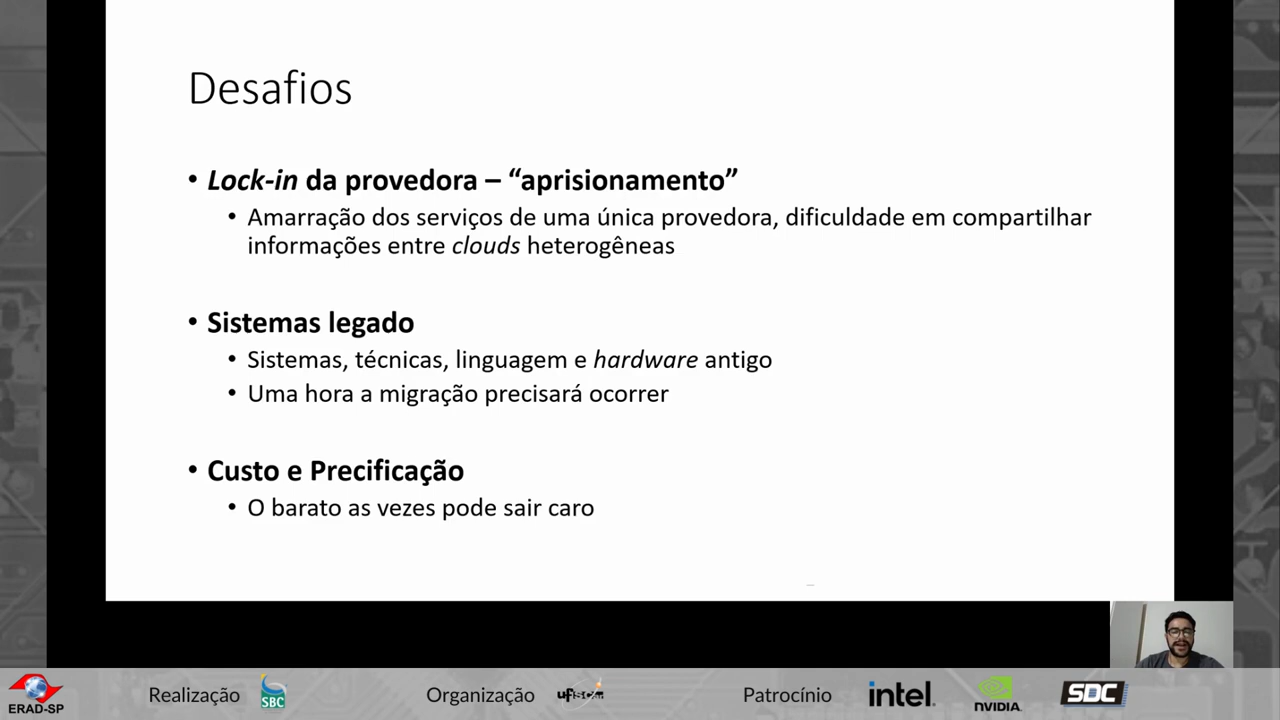 Desafios
• Lock-in da provedora – “aprisionamento”
• Amarração dos serviços de uma única provedora, dificuldade em compartilhar
informações entre clouds heterogêneas
• Sistemas legado
• Sistemas, técnicas, linguagem e hardware antigo
• Uma hora a migração precisará ocorrer
• Custo e Precificação
• O barato as vezes pode sair caro
ERAD-SP
Realização
SBC
Organização
ufscar
Patrocínio
intel.
NVIDIA.
SDC